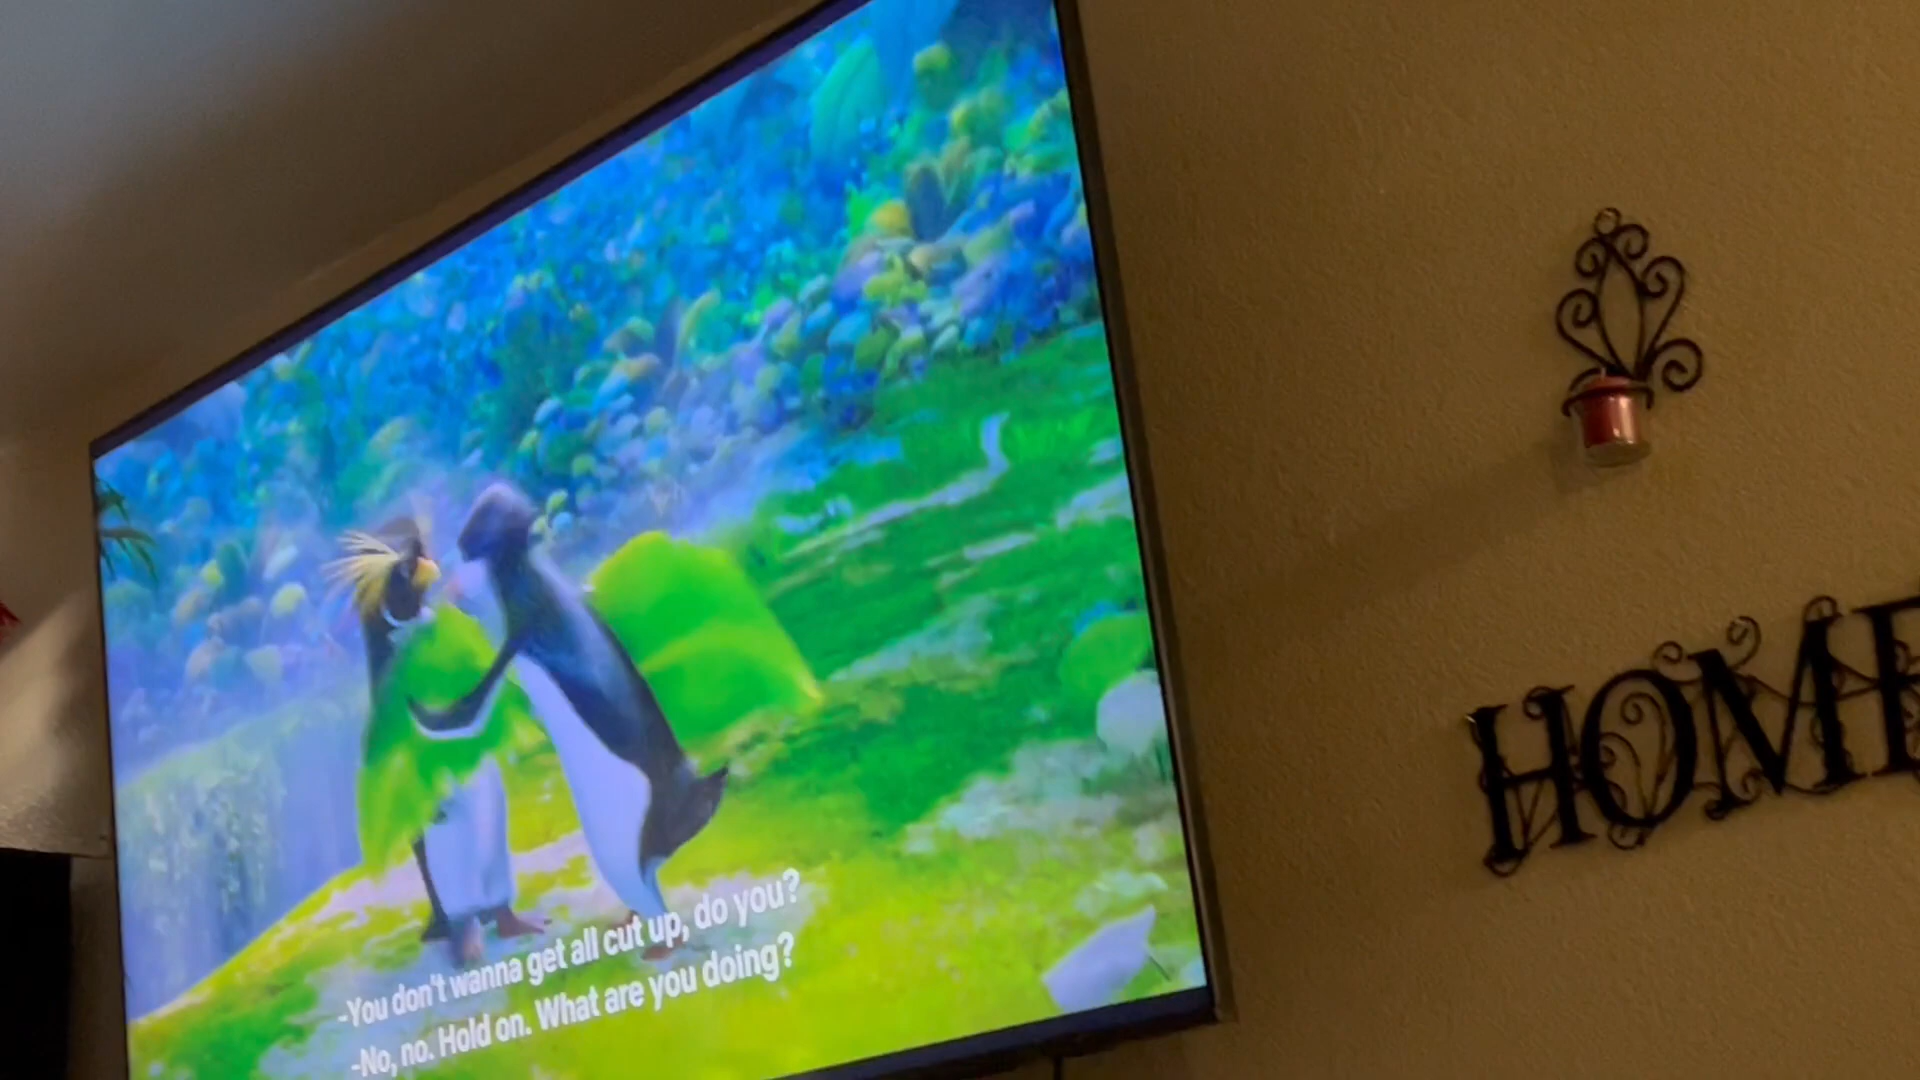 -You don't wanna get all cut up, do you?
-No, no. Hold on. What are you doing?
HOME